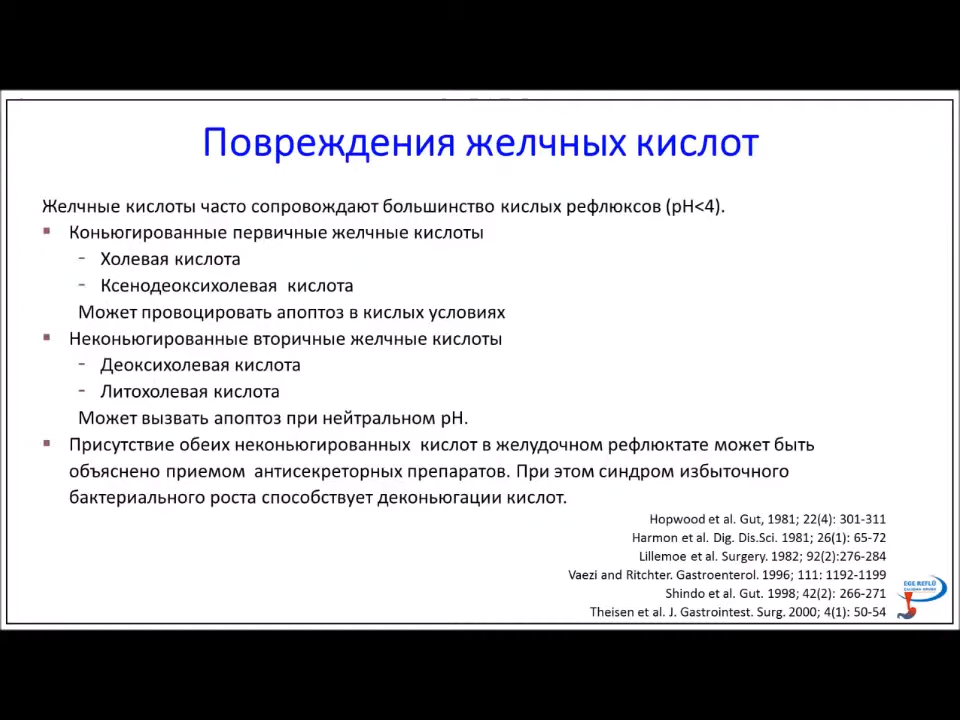 Повреждения желчных кислот
Желчные кислоты часто сопровождают большинство кислых рефлюксов (pH<4).
▪ Коньюгированные первичные желчные кислоты
- Холевая кислота
- Ксенодеоксихолевая кислота
Может провоцировать апоптоз в кислых условиях
▪ Неконьюгированные вторичные желчные кислоты
- Деоксихолевая кислота
- Литохолевая кислота
Может вызвать апоптоз при нейтральном pH.
▪ Присутствие обеих неконьюгированных кислот в желудочном рефлюктате может быть
объяснено приемом антисекреторных препаратов. При этом синдром избыточного
бактериального роста способствует деконьюгации кислот.
Hopwood et al. Gut, 1981; 22(4): 301-311
Harmon et al. Dig. Dis.Sci. 1981; 26(1): 65-72
Lillemoe et al. Surgery. 1982; 92(2):276-284
Vaezi and Ritchter. Gastroenterol. 1996; 111: 1192-1199
Shindo et al. Gut. 1998; 42(2): 266-271
Theisen et al. J. Gastrointest. Surg. 2000; 4(1): 50-54
EGE REFLÜ